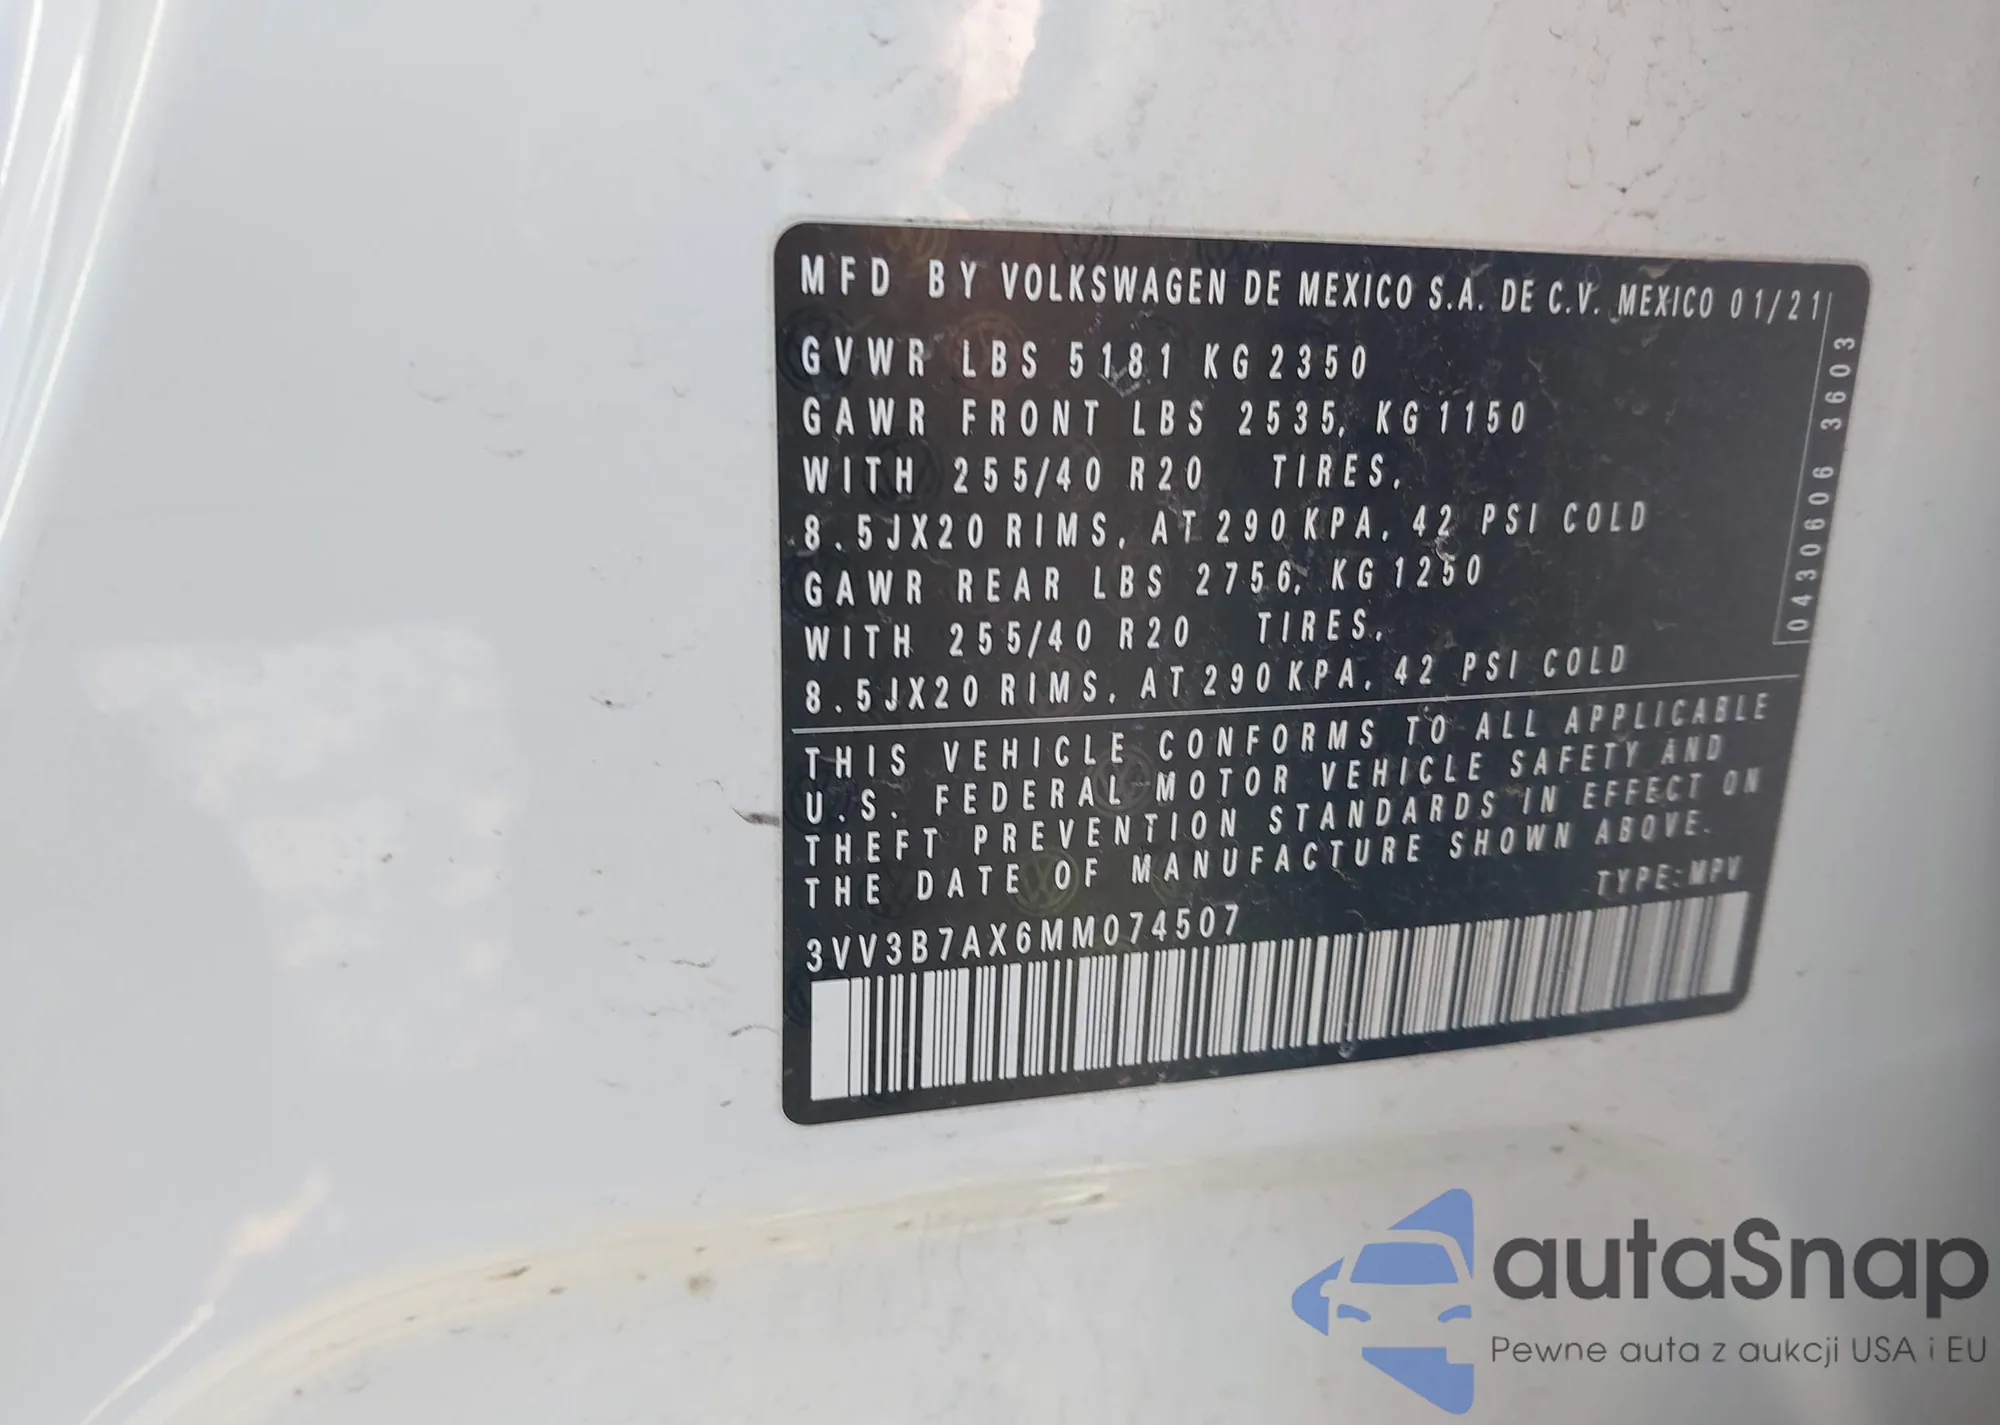 MFD BY VOLKSWAGEN DE MEXICO S.A. DE C.V. MEXICO 01/21
GVWR LBS 5181 KG 2350
GAWR FRONT LBS 2535, KG 1150
WITH 255/40 R20 TIRES,
8.5JX20 RIMS, AT 290 KPA, 42 PSI COLD
GAWR REAR LBS 2756, KG 1250
WITH 255/40 R20 TIRES,
8.5JX20 RIMS, AT 290 KPA, 42 PSI COLD
0430606 3603
THIS VEHICLE CONFORMS TO ALL APPLICABLE
U.S. FEDERAL MOTOR VEHICLE SAFETY AND
THEFT PREVENTION STANDARDS IN EFFECT ON
THE DATE OF MANUFACTURE SHOWN ABOVE.
TYPE: MPV
3VV3B7AX6MM074507
autaSnap
Pewne auta z aukcji USA i EU